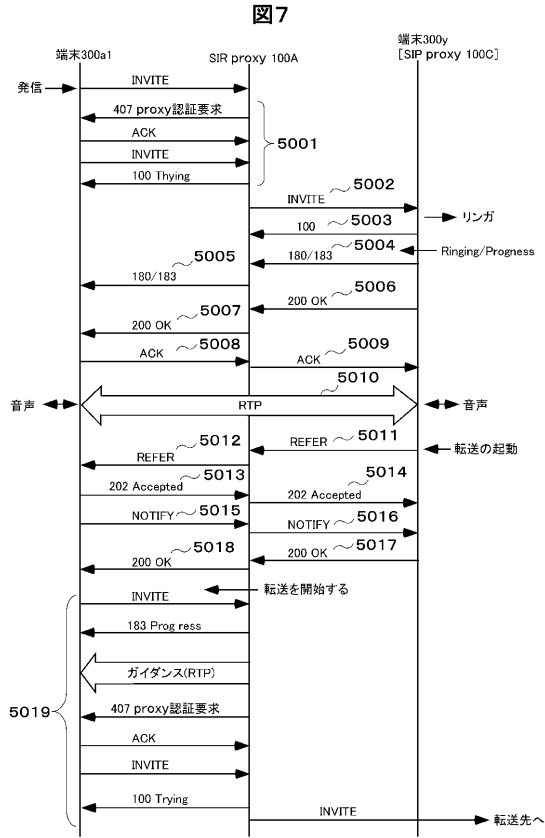 図7
端末300a1
SIR proxy 100A
端末300y
[SIP proxy 100C]
発信
INVITE
407 proxy認証要求
ACK
5001
INVITE
100 Thying
5002
INVITE
リンガ
5003
100
5004
180/183
Ringing/Progness
5005
180/183
5006
200 OK
5007
200 OK
5008
ACK
5009
ACK
5010
音声
RTP
音声
5011
REFER
転送の起動
5012
REFER
5013
202 Accepted
5014
202 Accepted
5015
NOTIFY
5016
NOTIFY
5017
200 OK
5018
200 OK
転送を開始する
INVITE
183 Prog ress
ガイダンス(RTP)
5019
407 proxy認証要求
ACK
INVITE
100 Trying
INVITE
転送先へ